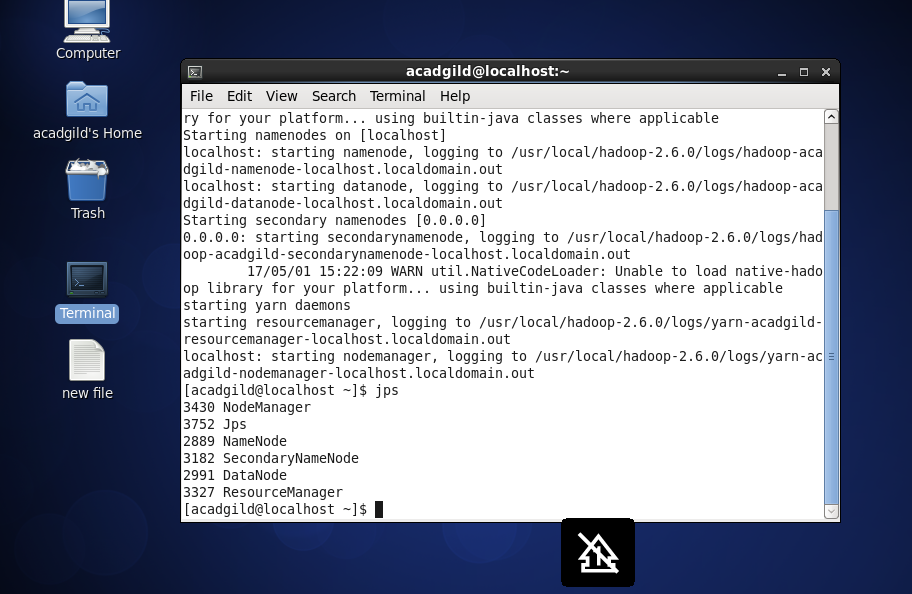 Computer
acadgild's Home
Trash
Terminal
new file
acadgild@localhost:~
File Edit View Search Terminal Help
ry for your platform... using builtin-java classes where applicable
Starting namenodes on [localhost]
localhost: starting namenode, logging to /usr/local/hadoop-2.6.0/logs/hadoop-aca
dgild-namenode-localhost.localdomain.out
localhost: starting datanode, logging to /usr/local/hadoop-2.6.0/logs/hadoop-aca
dgild-datanode-localhost.localdomain.out
Starting secondary namenodes [0.0.0.0]
0.0.0.0: starting secondarynamenode, logging to /usr/local/hadoop-2.6.0/logs/had
oop-acadgild-secondarynamenode-localhost.localdomain.out
17/05/01 15:22:09 WARN util.NativeCodeLoader: Unable to load native-hado
op library for your platform... using builtin-java classes where applicable
starting yarn daemons
starting resourcemanager, logging to /usr/local/hadoop-2.6.0/logs/yarn-acadgild-
resourcemanager-localhost.localdomain.out
localhost: starting nodemanager, logging to /usr/local/hadoop-2.6.0/logs/yarn-ac
adgild-nodemanager-localhost.localdomain.out
[acadgild@localhost ~]$ jps
3430 NodeManager
3752 Jps
2889 NameNode
3182 SecondaryNameNode
2991 DataNode
3327 ResourceManager
[acadgild@localhost ~]$